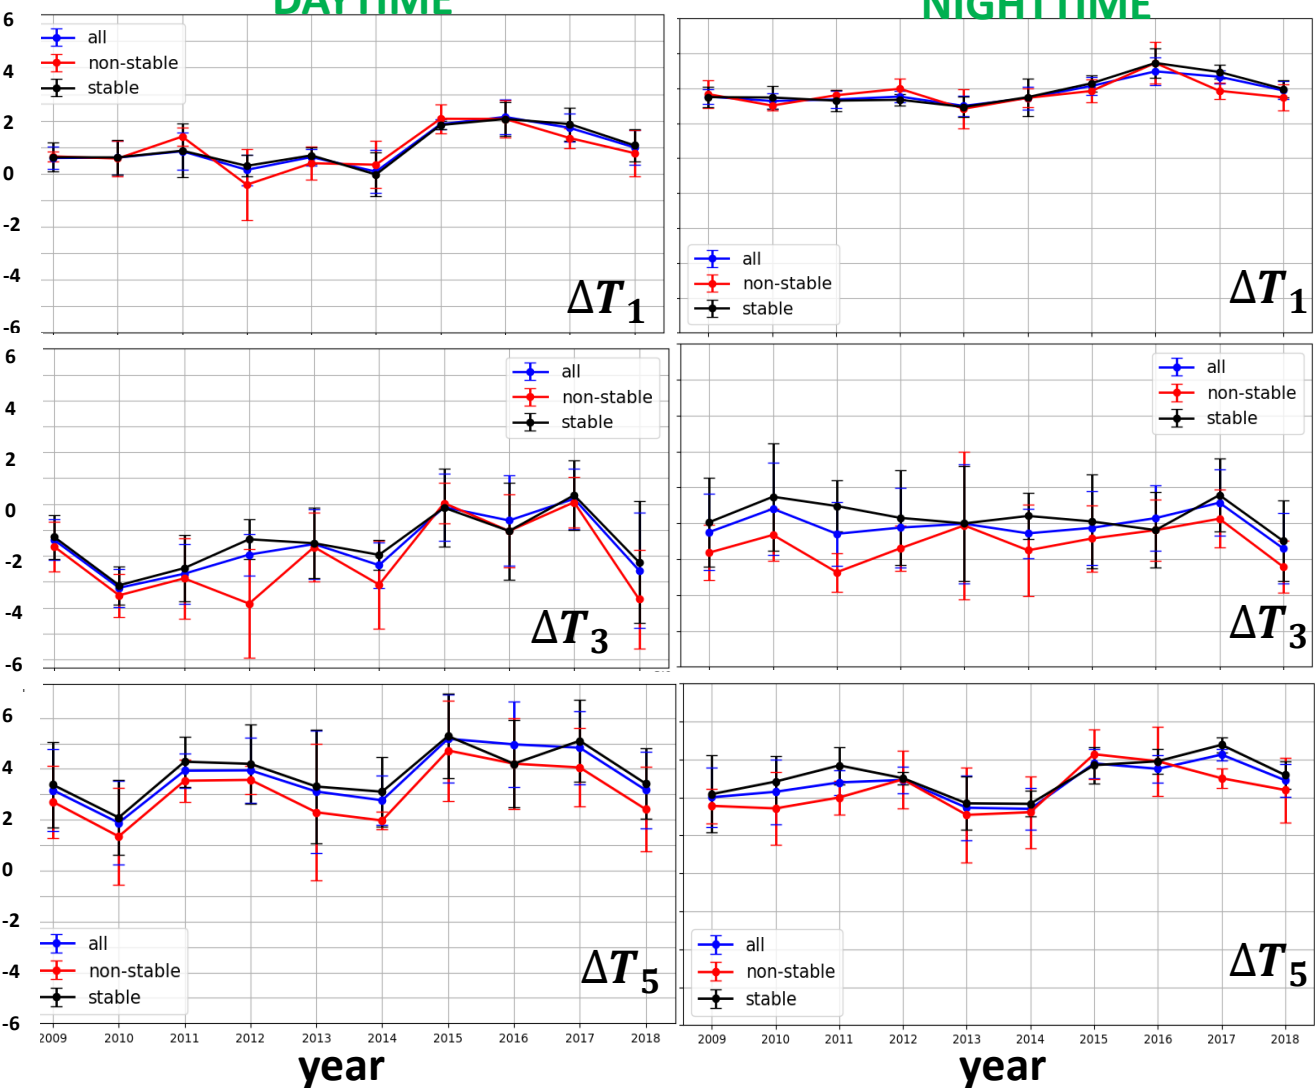 DAYTIME
NIGHTTIME
6
4
2
0
-2
-4
-6
all
non-stable
stable
ΔT1
all
non-stable
stable
ΔT1
6
4
2
0
-2
-4
-6
all
non-stable
stable
ΔT3
all
non-stable
stable
ΔT3
6
4
2
0
-2
-4
-6
all
non-stable
stable
ΔT5
all
non-stable
stable
ΔT5
2009 2010 2011 2012 2013 2014 2015 2016 2017 2018
2009 2010 2011 2012 2013 2014 2015 2016 2017 2018
year
year